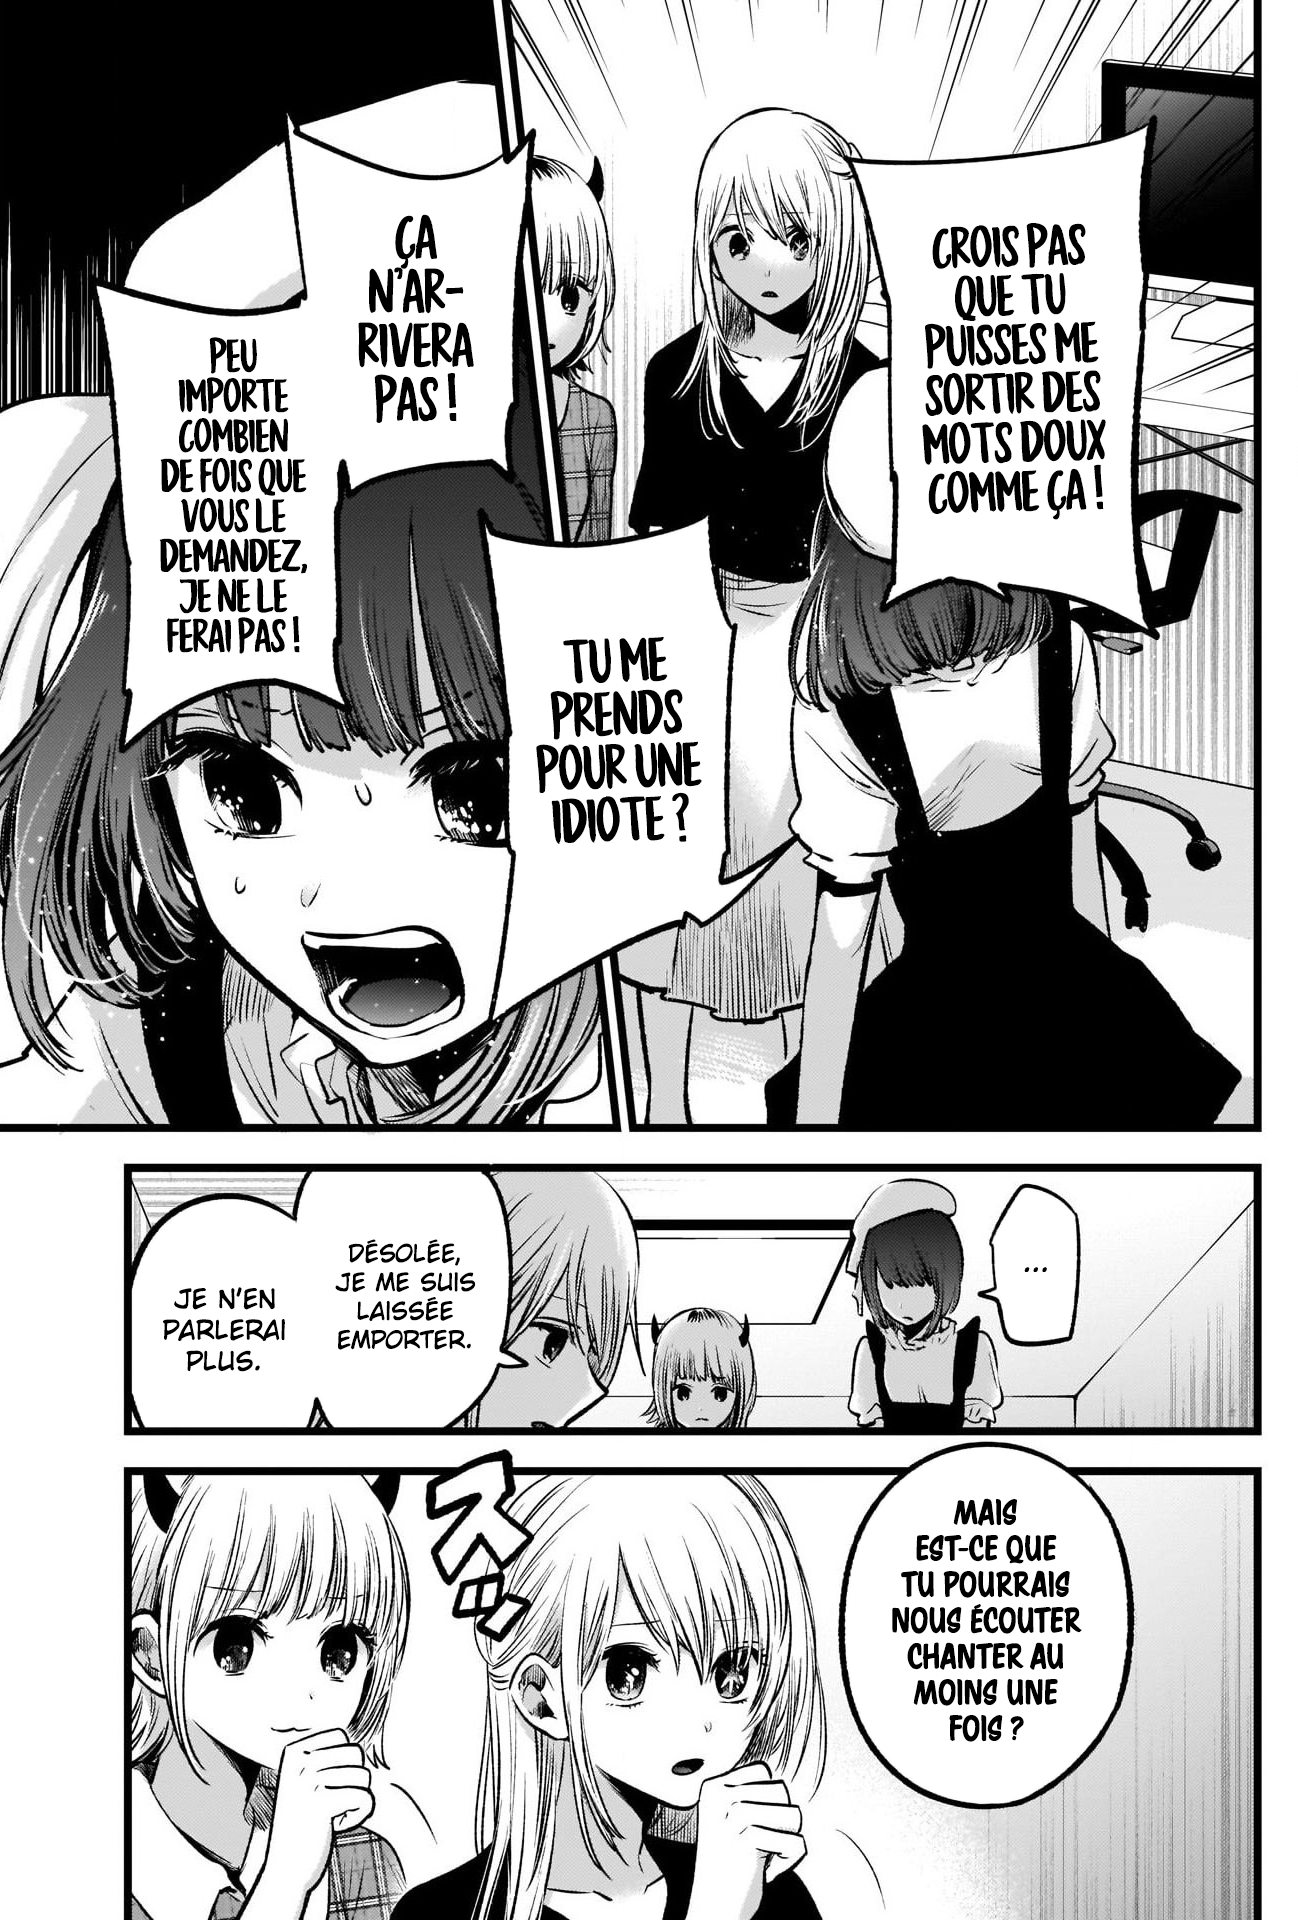 CROIS PAS
QUE TU
PUISSES ME
SORTIR DES
MOTS DOUX
COMME ÇA !
TU ME
PRENDS
POUR UNE
IDIOTE ?
ÇA
N'AR-
RIVERA
PAS !
PEU
IMPORTE
COMBIEN
DE FOIS QUE
VOUS LE
DEMANDEZ,
JE NE LE
FERAI PAS !
...
DÉSOLÉE,
JE ME SUIS
LAISSÉE
EMPORTER.
JE N'EN
PARLERAI
PLUS.
MAIS
EST-CE QUE
TU POURRAIS
NOUS ÉCOUTER
CHANTER AU
MOINS UNE
FOIS ?
ズッ